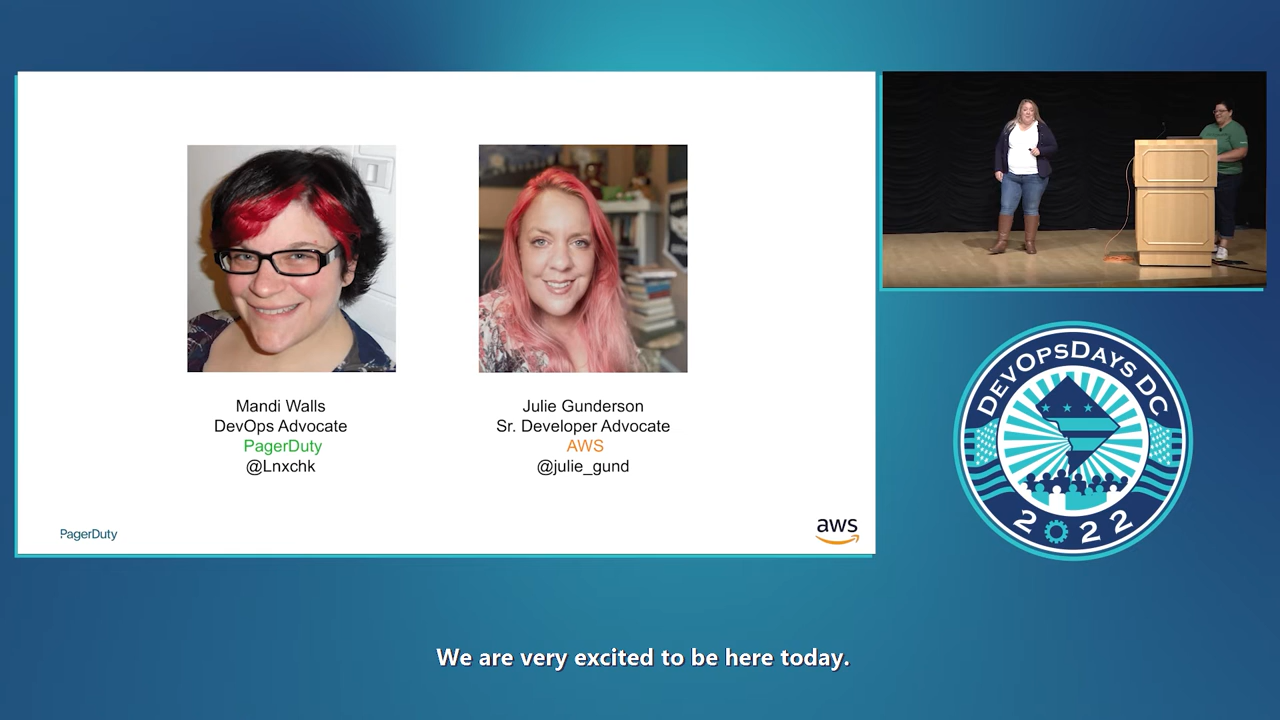 Mandi Walls
DevOps Advocate
PagerDuty
@Lnxchk
Julie Gunderson
Sr. Developer Advocate
AWS
@julie_gund
PagerDuty
aws
DEVOPSDAYS DC
2022
We are very excited to be here today.